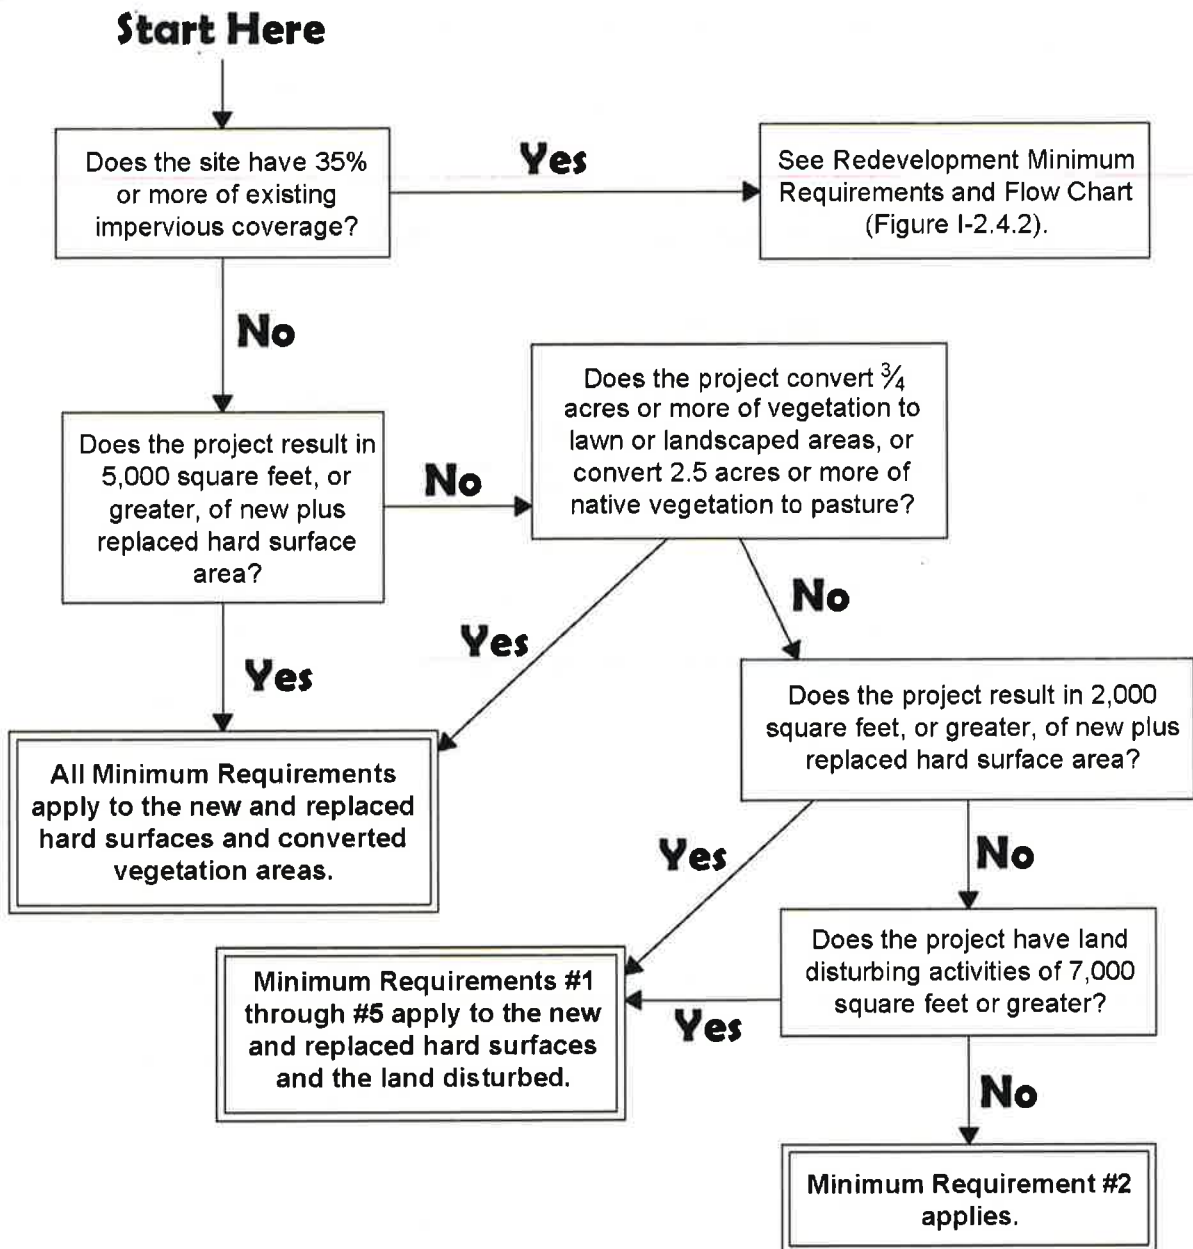 Start Here
Does the site have 35%
or more of existing
impervious coverage?
Yes
See Redevelopment Minimum
Requirements and Flow Chart
(Figure I-2.4.2).
No
Does the project result in
5,000 square feet, or
greater, of new plus
replaced hard surface
area?
No
Does the project convert ¾
acres or more of vegetation to
lawn or landscaped areas, or
convert 2.5 acres or more of
native vegetation to pasture?
Yes
Yes
No
All Minimum Requirements
apply to the new and replaced
hard surfaces and converted
vegetation areas.
Does the project result in 2,000
square feet, or greater, of new plus
replaced hard surface area?
Yes
No
Minimum Requirements #1
through #5 apply to the new
and replaced hard surfaces
and the land disturbed.
Yes
Does the project have land
disturbing activities of 7,000
square feet or greater?
No
Minimum Requirement #2
applies.